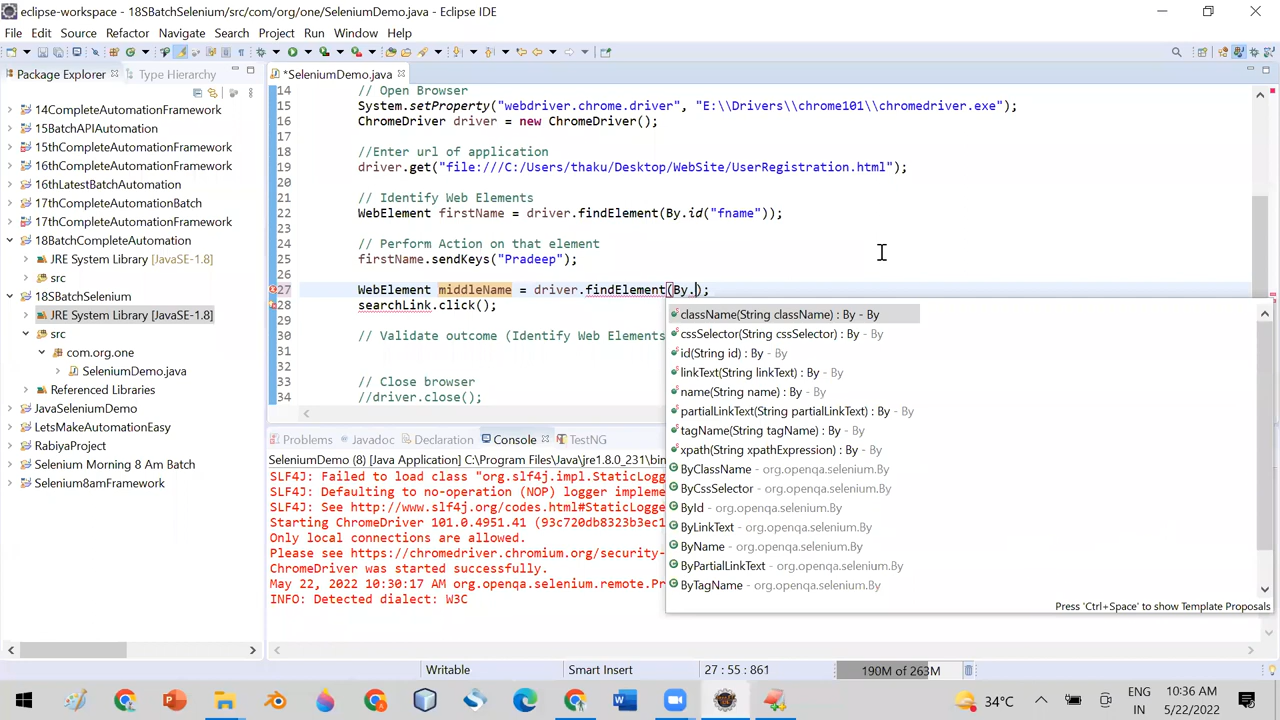 eclipse-workspace - 18SBatchSelenium/src/com/org/one/SeleniumDemo.java - Eclipse IDE
File Edit Source Refactor Navigate Search Project Run Window Help
Package Explorer Type Hierarchy
14CompleteAutomationFramework
15BatchAPIAutomation
15thCompleteAutomationFramework
16thCompleteAutomationFramework
16thLatestBatchAutomation
17thCompleteAutomationBatch
17thCompleteAutomationFramework
18BatchCompleteAutomation
JRE System Library [JavaSE-1.8]
src
18SBatchSelenium
JRE System Library [JavaSE-1.8]
src
com.org.one
SeleniumDemo.java
Referenced Libraries
JavaSeleniumDemo
LetsMakeAutomationEasy
RabiyaProject
Selenium Morning 8 Am Batch
Selenium8amFramework
*SeleniumDemo.java
14 // Open Browser
15 System.setProperty("webdriver.chrome.driver", "E:\\Drivers\\chrome101\\chromedriver.exe");
16 ChromeDriver driver = new ChromeDriver();
17
18 //Enter url of application
19 driver.get("file:///C:/Users/thaku/Desktop/WebSite/UserRegistration.html");
20
21 // Identify Web Elements
22 WebElement firstName = driver.findElement(By.id("fname"));
23
24 // Perform Action on that element
25 firstName.sendKeys("Pradeep");
26
27 WebElement middleName = driver.findElement(By.);
28 searchLink.click();
29
30 // Validate outcome (Identify Web Elements
31
32
33 // Close browser
34 //driver.close();
className(String className) : By - By
cssSelector(String cssSelector) : By - By
id(String id) : By - By
linkText(String linkText) : By - By
name(String name) : By - By
partialLinkText(String partialLinkText) : By - By
tagName(String tagName) : By - By
xpath(String xpathExpression) : By - By
ByClassName - org.openqa.selenium.By
ByCssSelector - org.openqa.selenium.By
ById - org.openqa.selenium.By
ByLinkText - org.openqa.selenium.By
ByName - org.openqa.selenium.By
ByPartialLinkText - org.openqa.selenium.By
ByTagName - org.openqa.selenium.By
Press 'Ctrl+Space' to show Template Proposals
Problems Javadoc Declaration Console TestNG
SeleniumDemo (8) [Java Application] C:\Program Files\Java\jre1.8.0_231\bin
SLF4J: Failed to load class "org.slf4j.impl.StaticLogg
SLF4J: Defaulting to no-operation (NOP) logger impleme
SLF4J: See http://www.slf4j.org/codes.html#StaticLogge
Starting ChromeDriver 101.0.4951.41 (93c720db8323b3ec1
Only local connections are allowed.
Please see https://chromedriver.chromium.org/security-
ChromeDriver was started successfully.
May 22, 2022 10:30:17 AM org.openqa.selenium.remote.Pr
INFO: Detected dialect: W3C
Writable Smart Insert 27 : 55 : 861 190M of 263M
34°C ENG IN 10:36 AM 5/22/2022